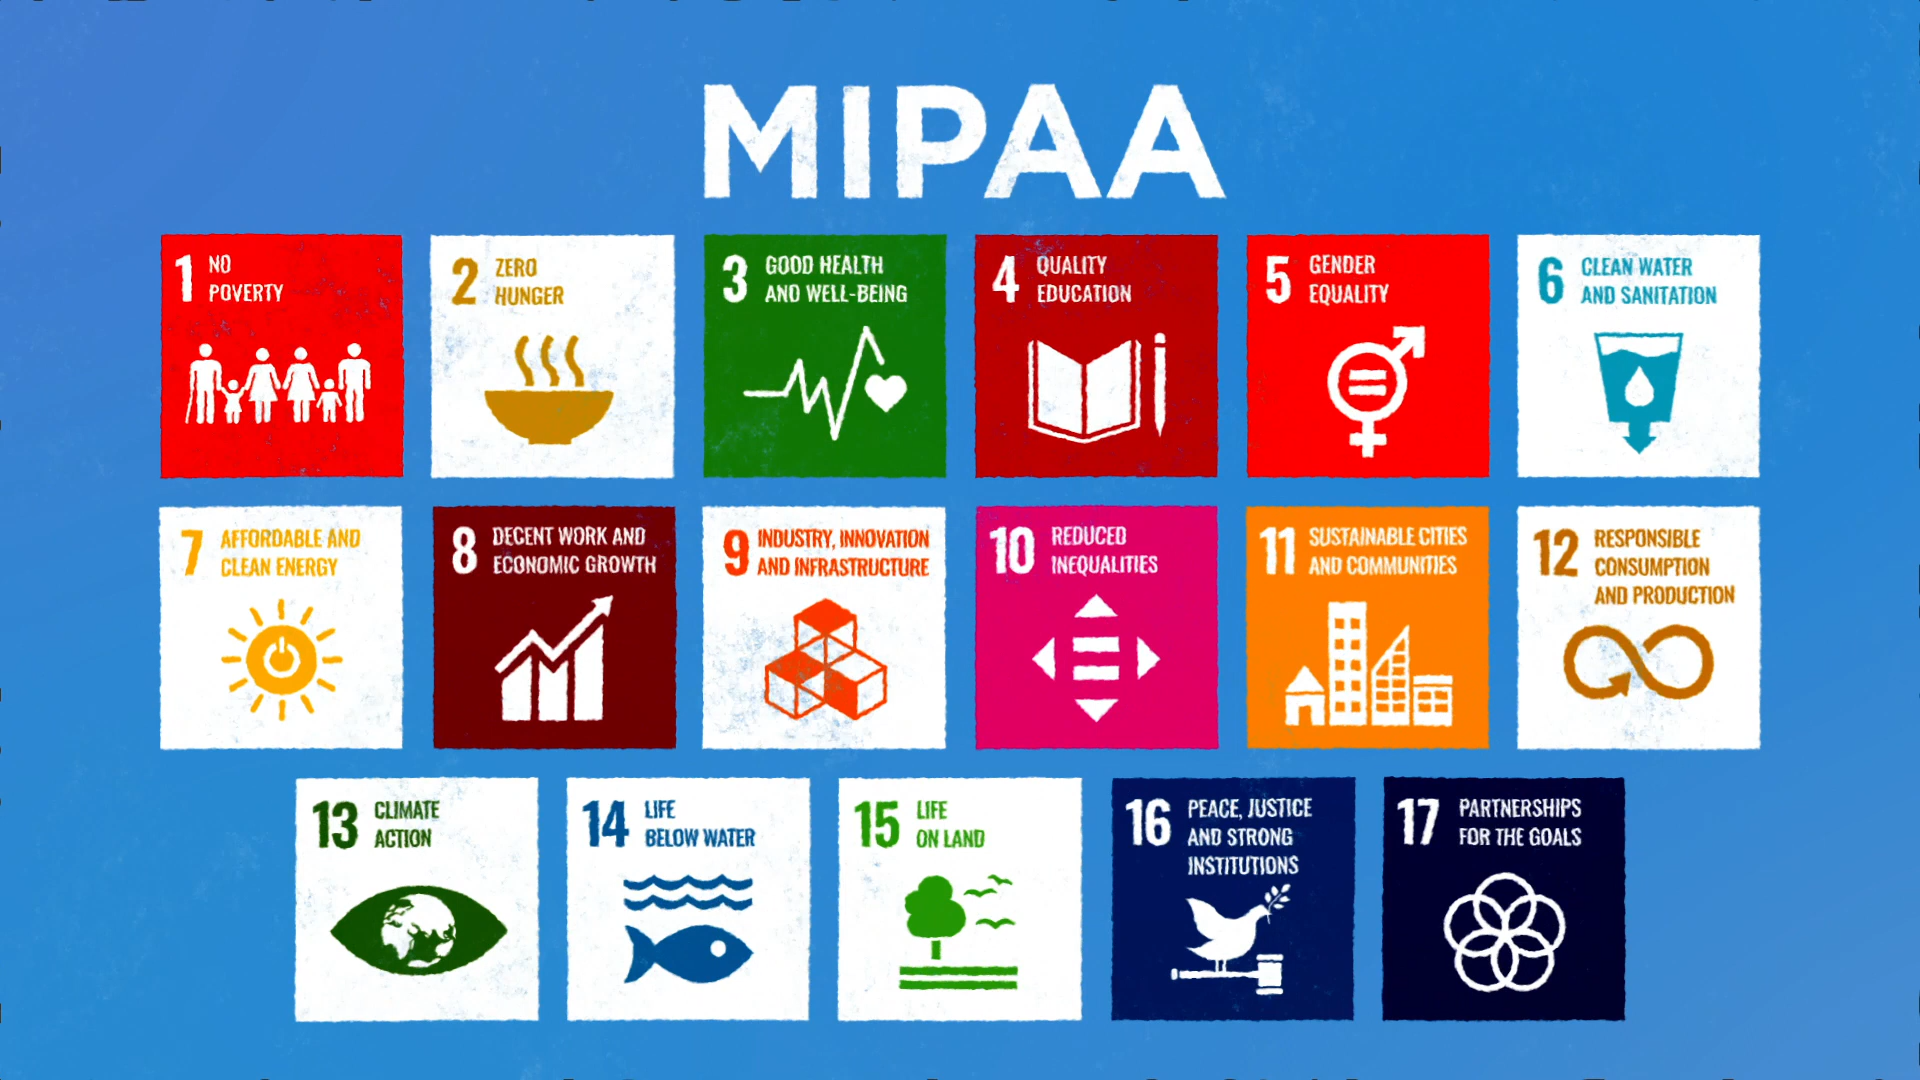 MIPAA
1 NO
POVERTY
2 ZERO
HUNGER
3 GOOD HEALTH
AND WELL-BEING
4 QUALITY
EDUCATION
5 GENDER
EQUALITY
6 CLEAN WATER
AND SANITATION
7 AFFORDABLE AND
CLEAN ENERGY
8 DECENT WORK AND
ECONOMIC GROWTH
9 INDUSTRY, INNOVATION
AND INFRASTRUCTURE
10 REDUCED
INEQUALITIES
11 SUSTAINABLE CITIES
AND COMMUNITIES
12 RESPONSIBLE
CONSUMPTION
AND PRODUCTION
13 CLIMATE
ACTION
14 LIFE
BELOW WATER
15 LIFE
ON LAND
16 PEACE, JUSTICE
AND STRONG
INSTITUTIONS
17 PARTNERSHIPS
FOR THE GOALS